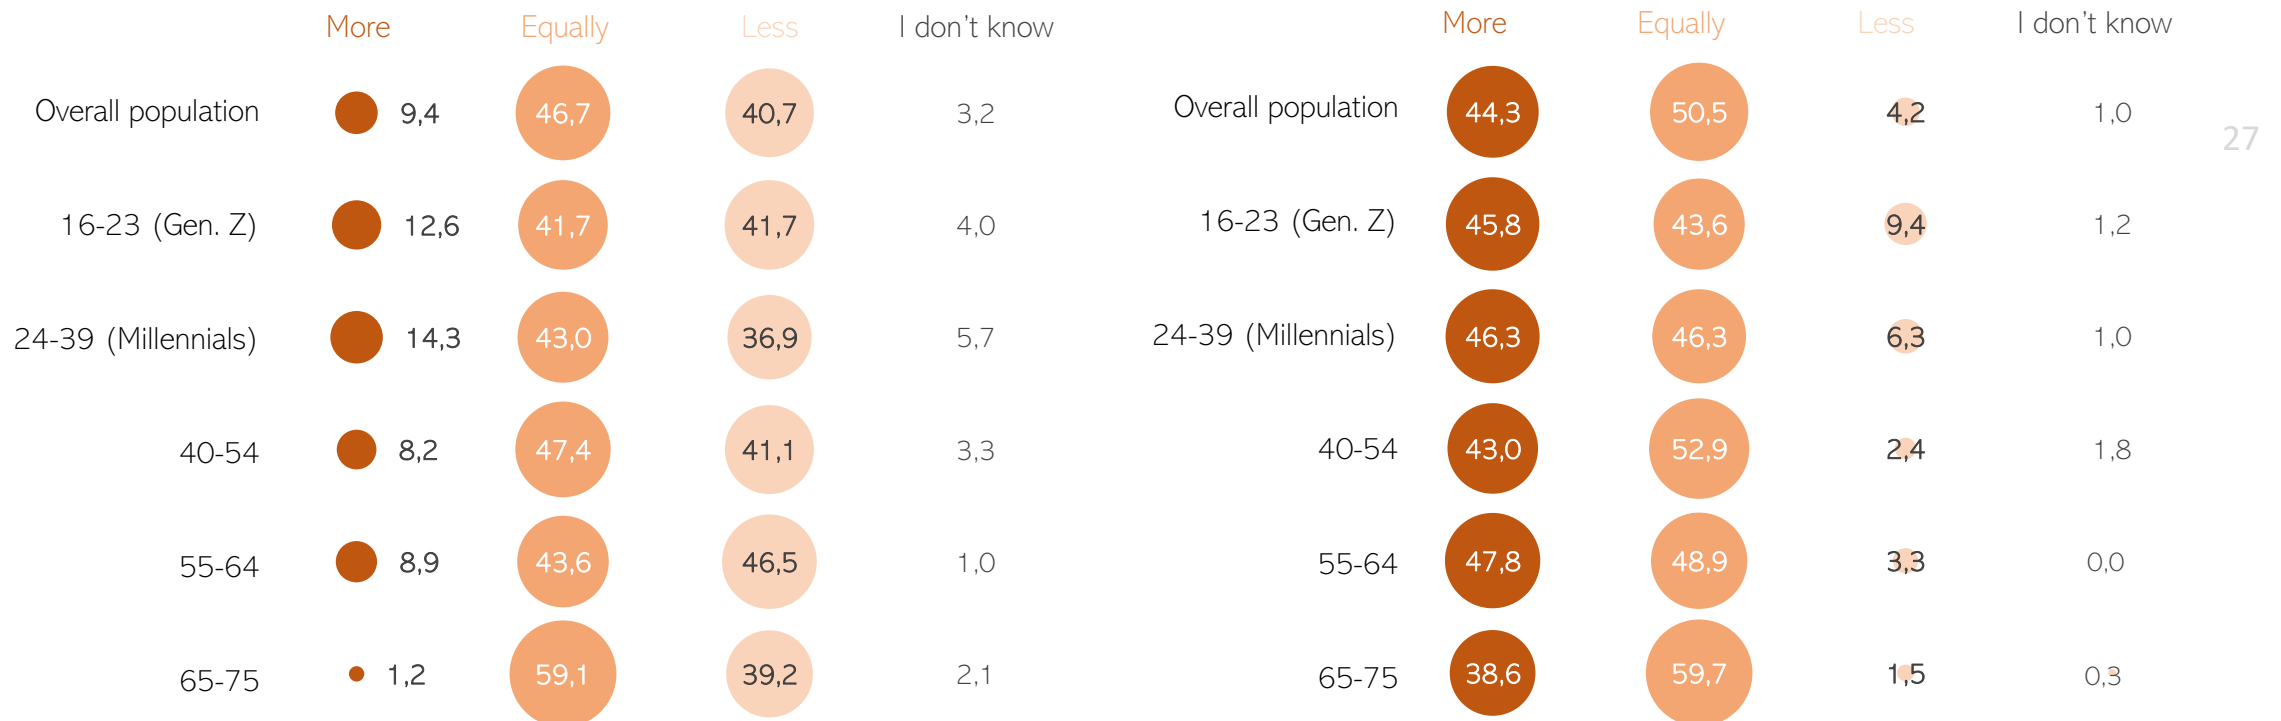 More Equally Less I don't know
Overall population 9,4 46,7 40,7 3,2
16-23 (Gen. Z) 12,6 41,7 41,7 4,0
24-39 (Millennials) 14,3 43,0 36,9 5,7
40-54 8,2 47,4 41,1 3,3
55-64 8,9 43,6 46,5 1,0
65-75 1,2 59,1 39,2 2,1
More Equally Less I don't know
Overall population 44,3 50,5 4,2 1,0
16-23 (Gen. Z) 45,8 43,6 9,4 1,2
24-39 (Millennials) 46,3 46,3 6,3 1,0
40-54 43,0 52,9 2,4 1,8
55-64 47,8 48,9 3,3 0,0
65-75 38,6 59,7 1,5 0,3
27